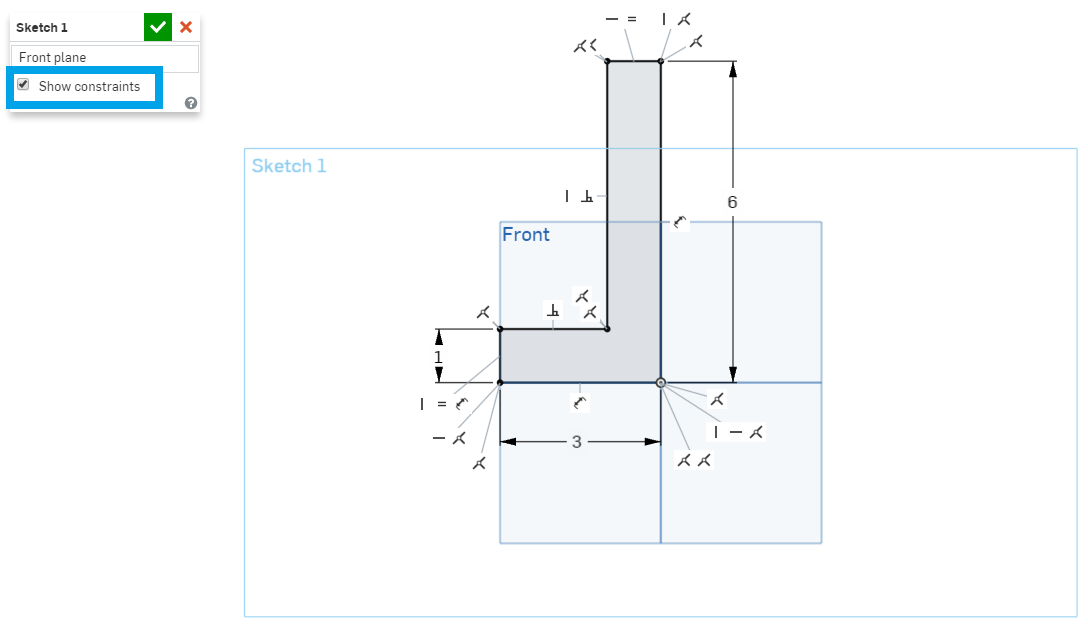 Sketch 1
Front plane
Show constraints
?
Sketch 1
6
Front
1
3